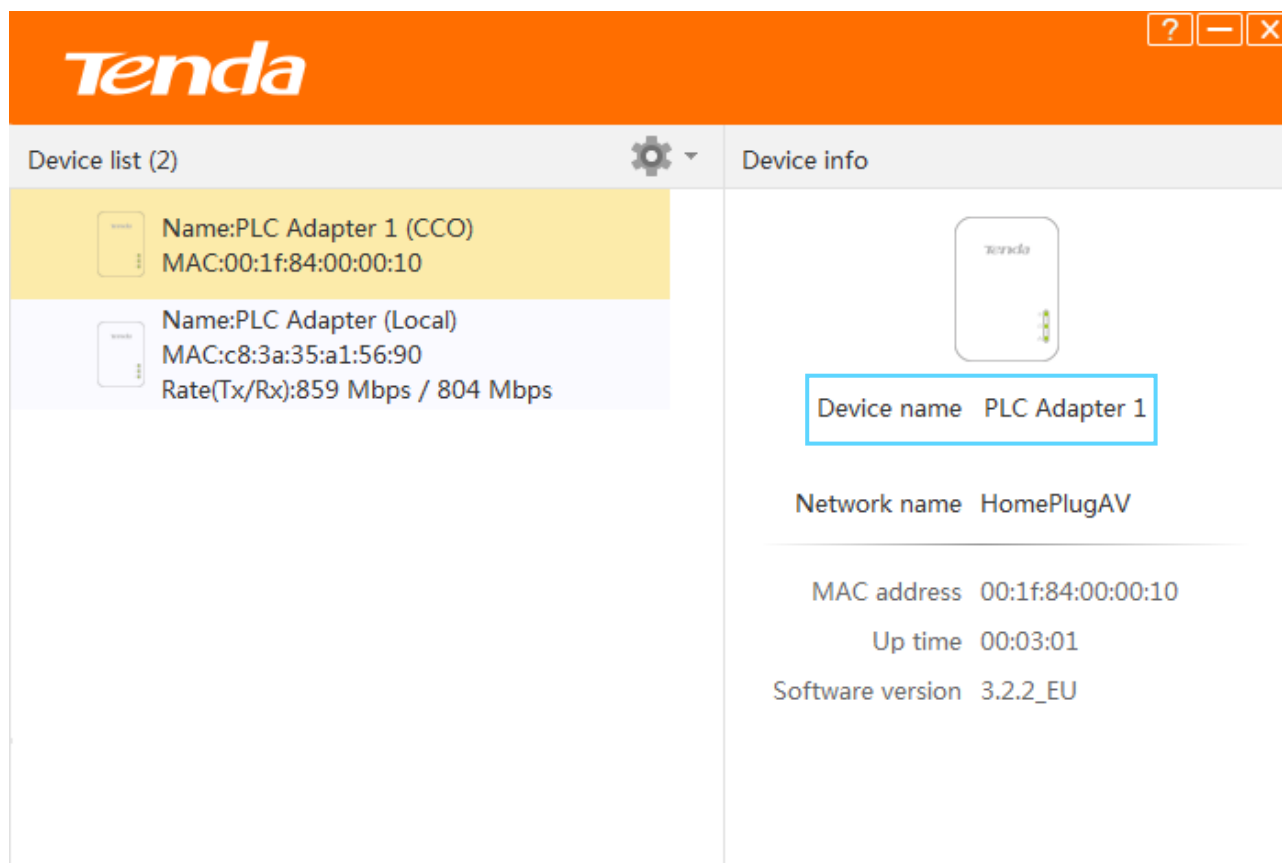 Tenda
?
Device list (2)
Name:PLC Adapter 1 (CCO)
MAC:00:1f:84:00:00:10
Name:PLC Adapter (Local)
MAC:c8:3a:35:a1:56:90
Rate(Tx/Rx):859 Mbps / 804 Mbps
Device info
Tenda
Device name PLC Adapter 1
Network name HomePlugAV
MAC address 00:1f:84:00:00:10
Up time 00:03:01
Software version 3.2.2_EU